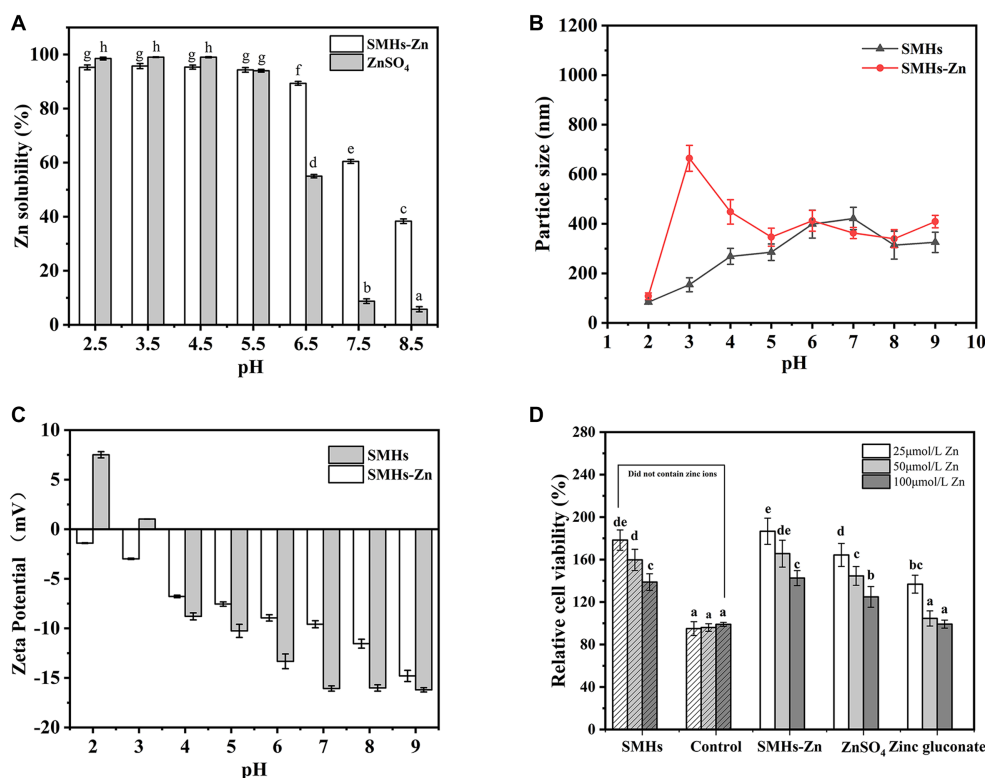 A
SMHs-Zn
ZnSO4
g h g h g h g g f d e b c a
100
80
60
40
20
0
Zn solubility (%)
2.5 3.5 4.5 5.5 6.5 7.5 8.5
pH
B
SMHs
SMHs-Zn
1200
1000
800
600
400
200
0
Particle size (nm)
1 2 3 4 5 6 7 8 9 10
pH
C
SMHs
SMHs-Zn
10
5
0
-5
-10
-15
-20
Zeta Potential (mV)
2 3 4 5 6 7 8 9
pH
D
25μmol/L Zn
50μmol/L Zn
100μmol/L Zn
Did not contain zinc ions
de d c a a a e de c d c b bc a a
280
240
200
160
120
80
40
0
Relative cell viability (%)
SMHs Control SMHs-Zn ZnSO4 Zinc gluconate